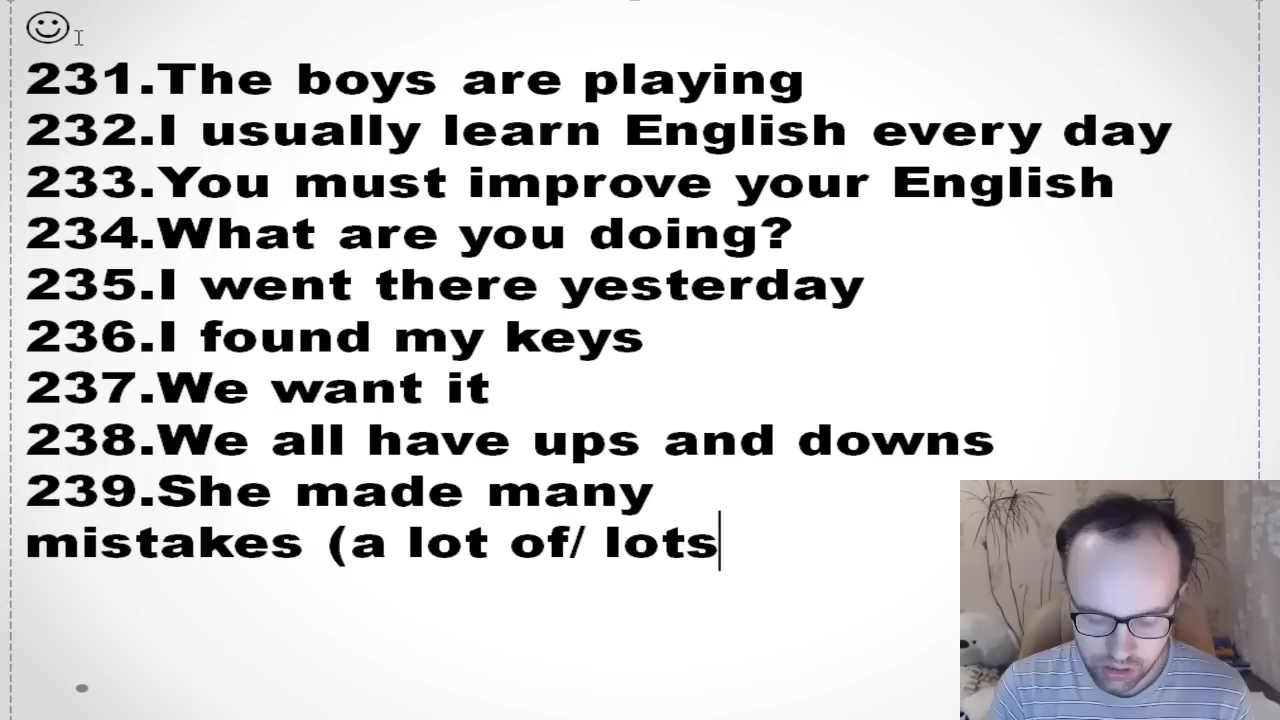 231.The boys are playing
232.I usually learn English every day
233.You must improve your English
234.What are you doing?
235.I went there yesterday
236.I found my keys
237.We want it
238.We all have ups and downs
239.She made many
mistakes (a lot of/ lots